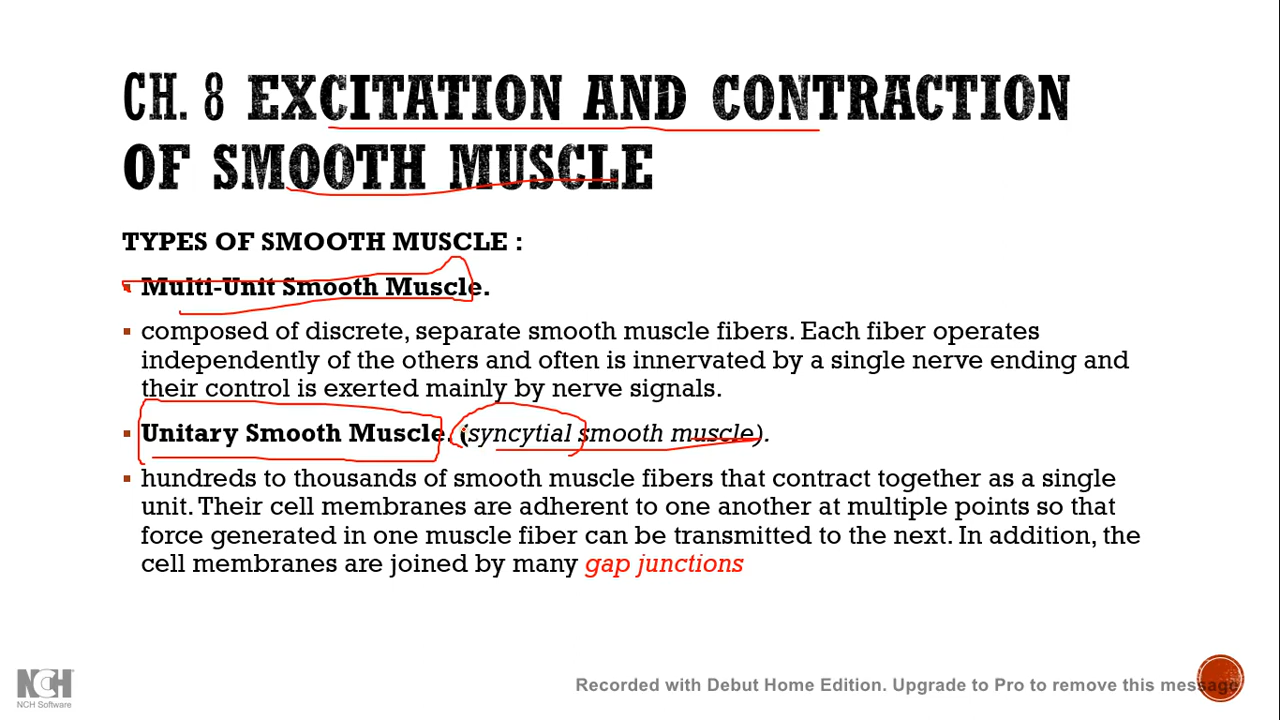 CH. 8 EXCITATION AND CONTRACTION
OF SMOOTH MUSCLE
TYPES OF SMOOTH MUSCLE :
▪ Multi-Unit Smooth Muscle.
▪ composed of discrete, separate smooth muscle fibers. Each fiber operates
independently of the others and often is innervated by a single nerve ending and
their control is exerted mainly by nerve signals.
▪ Unitary Smooth Muscle. (syncytial smooth muscle).
▪ hundreds to thousands of smooth muscle fibers that contract together as a single
unit. Their cell membranes are adherent to one another at multiple points so that
force generated in one muscle fiber can be transmitted to the next. In addition, the
cell membranes are joined by many gap junctions
NCH
NCH Software
Recorded with Debut Home Edition. Upgrade to Pro to remove this message